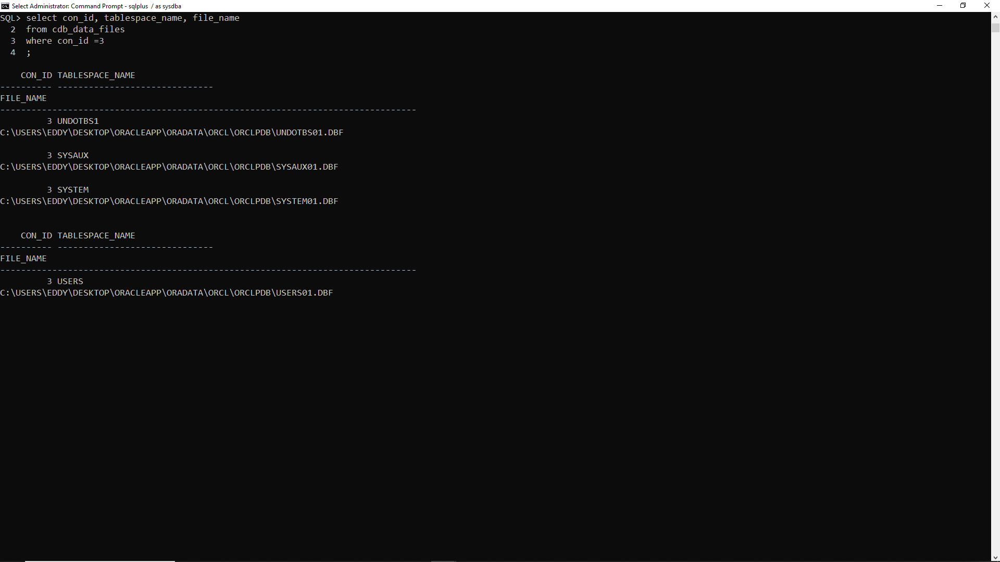 Select Administrator: Command Prompt - sqlplus / as sysdba
SQL> select con_id, tablespace_name, file_name
  2  from cdb_data_files
  3  where con_id =3
  4  ;

    CON_ID TABLESPACE_NAME
---------- ------------------------------
FILE_NAME
--------------------------------------------------------------------------------
         3 UNDOTBS1
C:\USERS\EDDY\DESKTOP\ORACLEAPP\ORADATA\ORCL\ORCLPDB\UNDOTBS01.DBF

         3 SYSAUX
C:\USERS\EDDY\DESKTOP\ORACLEAPP\ORADATA\ORCL\ORCLPDB\SYSAUX01.DBF

         3 SYSTEM
C:\USERS\EDDY\DESKTOP\ORACLEAPP\ORADATA\ORCL\ORCLPDB\SYSTEM01.DBF


    CON_ID TABLESPACE_NAME
---------- ------------------------------
FILE_NAME
--------------------------------------------------------------------------------
         3 USERS
C:\USERS\EDDY\DESKTOP\ORACLEAPP\ORADATA\ORCL\ORCLPDB\USERS01.DBF